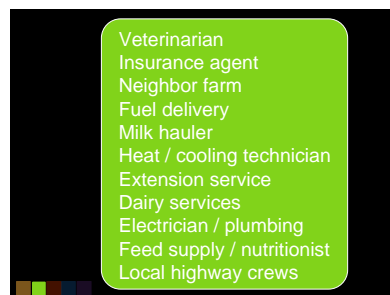 Veterinarian
Insurance agent
Neighbor farm
Fuel delivery
Milk hauler
Heat / cooling technician
Extension service
Dairy services
Electrician / plumbing
Feed supply / nutritionist
Local highway crews